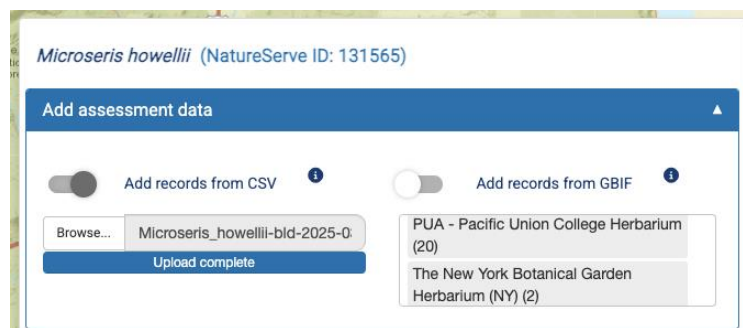 Microseris howellii (NatureServe ID: 131565)
Add assessment data
Add records from CSV
Add records from GBIF
Browse...
Microseris_howellii-bld-2025-0
Upload complete
PUA - Pacific Union College Herbarium
(20)
The New York Botanical Garden
Herbarium (NY) (2)